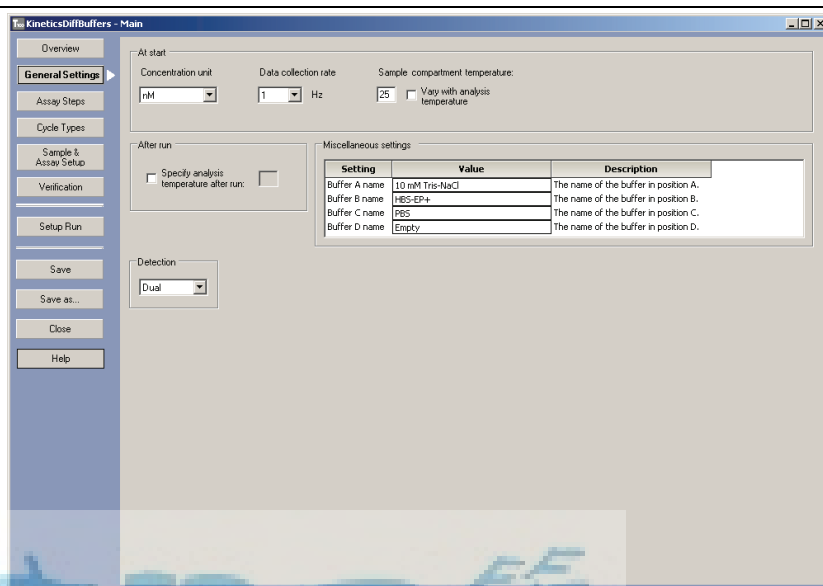 T100 KineticsDiffBuffers - Main
Overview
General Settings
Assay Steps
Cycle Types
Sample &
Assay Setup
Verification
Setup Run
Save
Save as...
Close
Help
At start
Concentration unit
Data collection rate
Sample compartment temperature:
nM
1
Hz
25
Vary with analysis
temperature
After run
Specify analysis
temperature after run:
Miscellaneous settings
Setting Value Description
Buffer A name 10 mM Tris-NaCl The name of the buffer in position A.
Buffer B name HBS-EP+ The name of the buffer in position B.
Buffer C name PBS The name of the buffer in position C.
Buffer D name Empty The name of the buffer in position D.
Detection
Dual